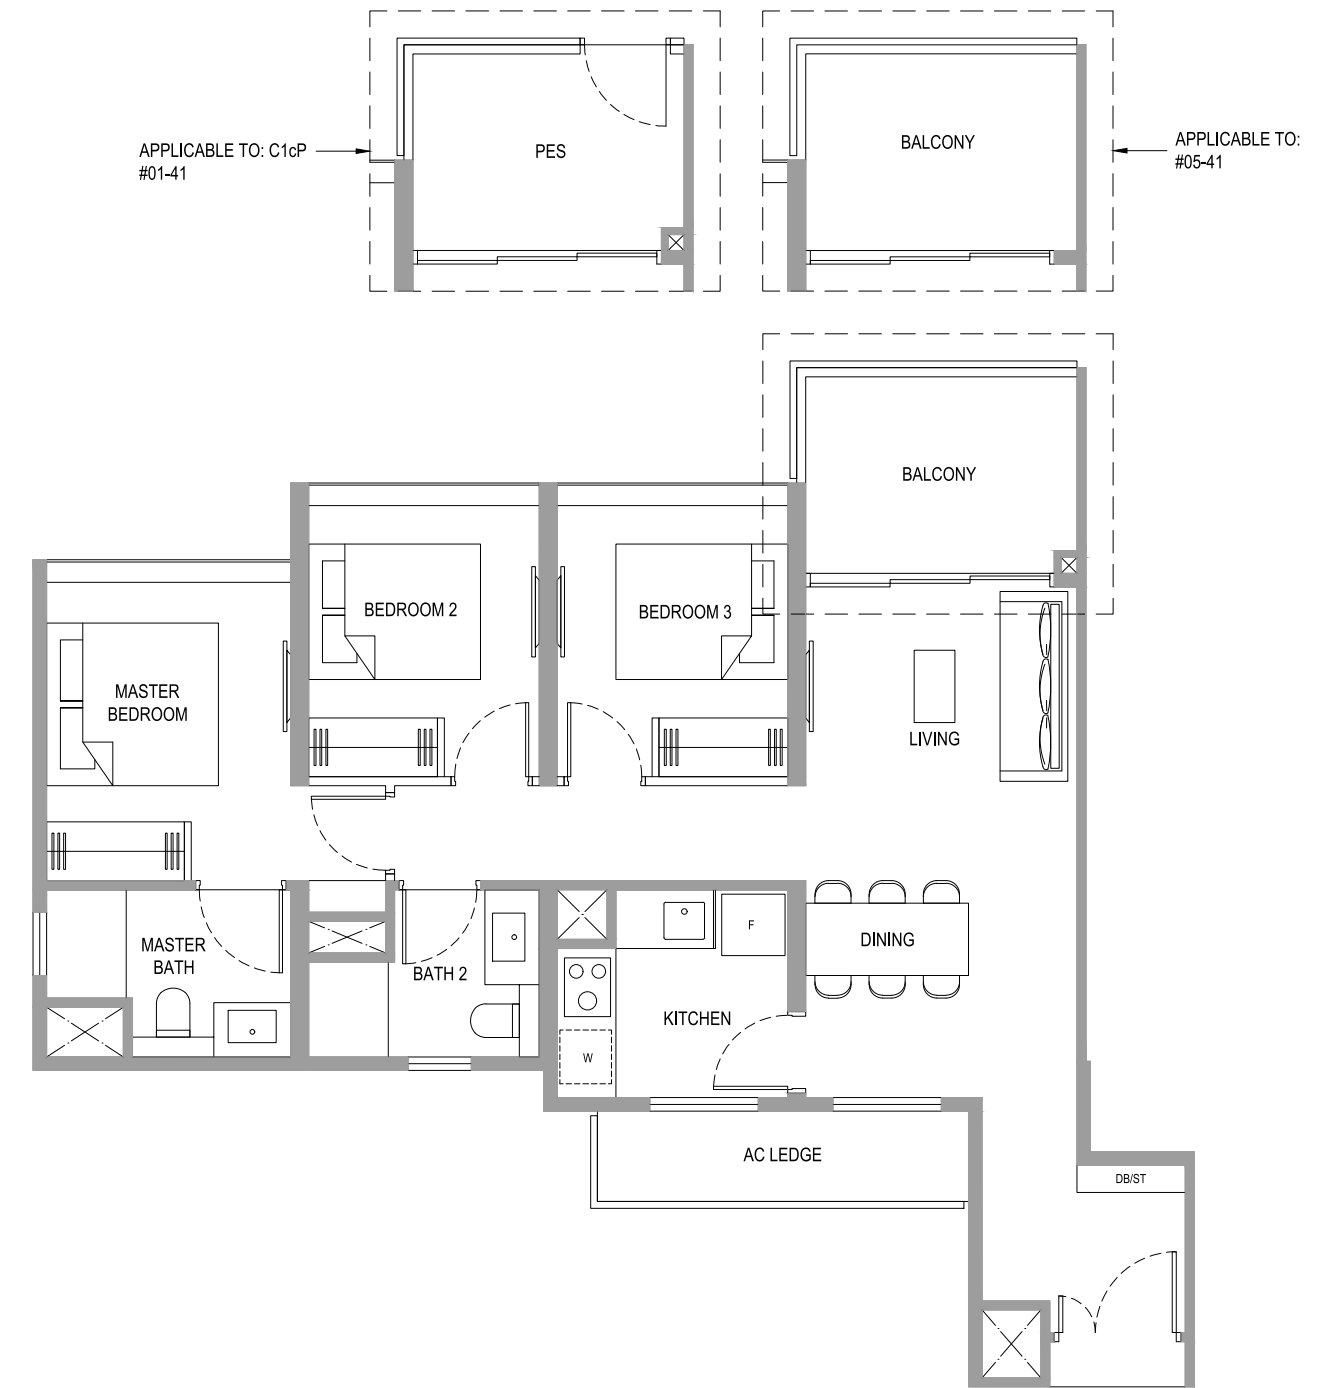 APPLICABLE TO: C1cP
#01-41
PES
BALCONY
APPLICABLE TO:
#05-41
BALCONY
BEDROOM 2
BEDROOM 3
MASTER
BEDROOM
LIVING
MASTER
BATH
BATH 2
F
DINING
KITCHEN
W
AC LEDGE
DB/ST